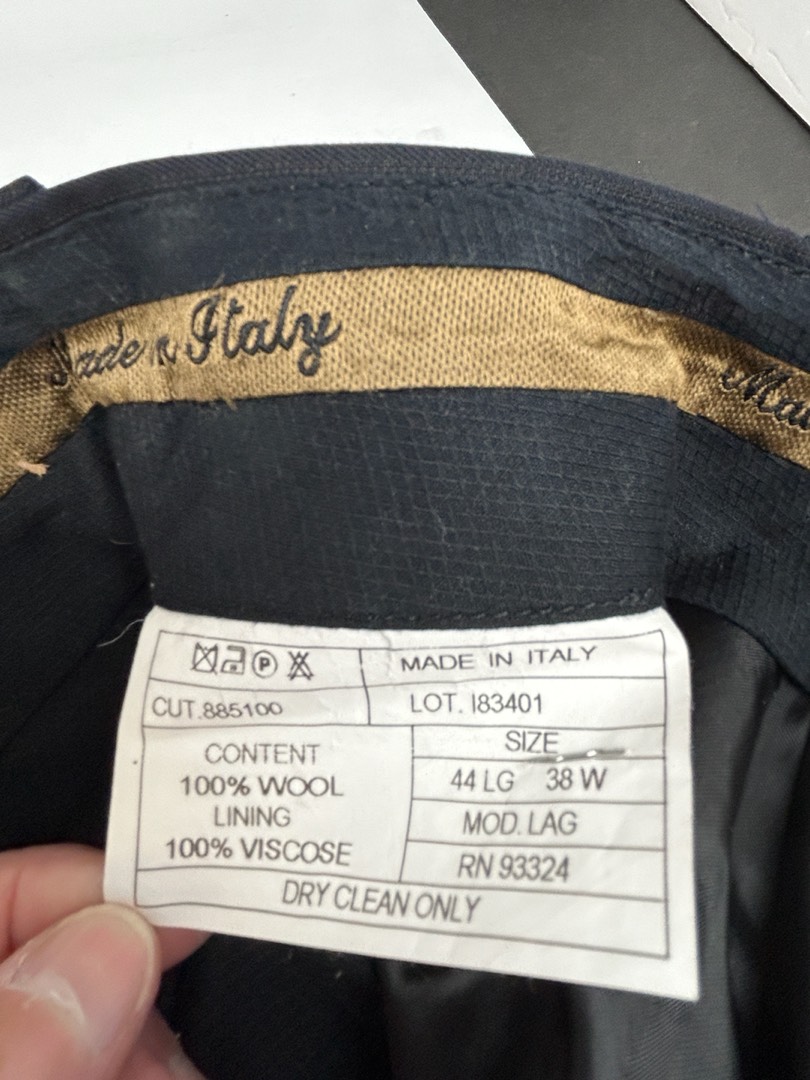 Made in Italy
Mad
MADE IN ITALY
CUT.885100
LOT. I83401
CONTENT
100% WOOL
LINING
100% VISCOSE
SIZE
44 LG 38 W
MOD. LAG
RN 93324
DRY CLEAN ONLY